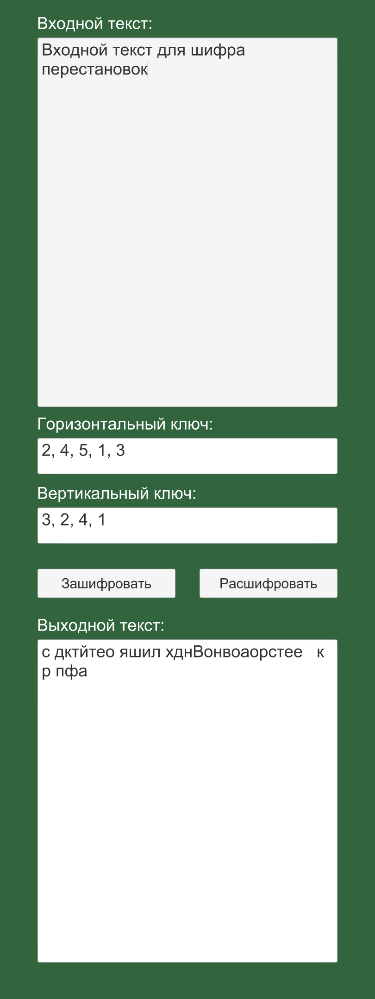 Входной текст:
Входной текст для шифра
перестановок
Горизонтальный ключ:
2, 4, 5, 1, 3
Вертикальный ключ:
3, 2, 4, 1
Зашифровать
Расшифровать
Выходной текст:
с дктйтео яшил хднВонвоаорстее   к
р пфа